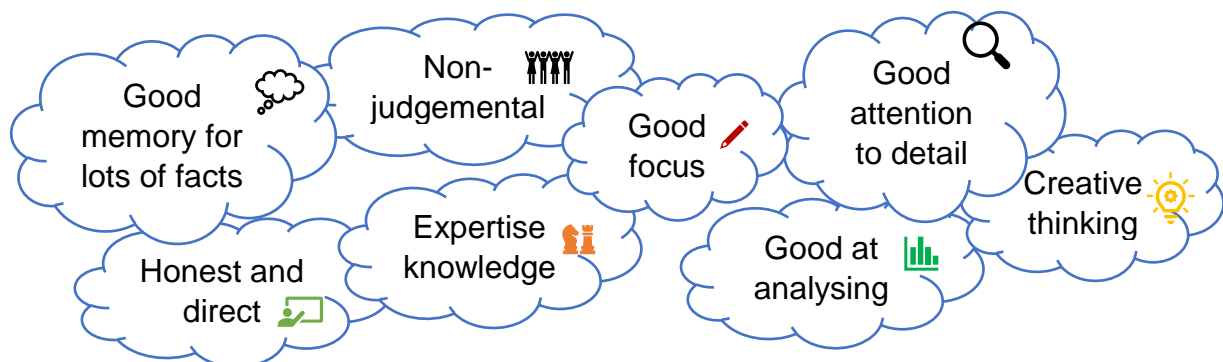 Good
memory for
lots of facts
Non-
judgemental
Good
focus
Good
attention
to detail
Creative
thinking
Honest and
direct
Expertise
knowledge
Good at
analysing